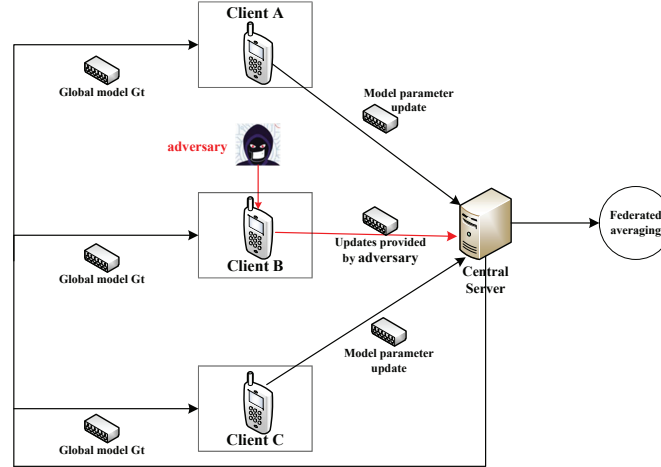 Client A
Global model Gt
Model parameter
update
adversary
Client B
Global model Gt
Updates provided
by adversary
Central
Server
Federated
averaging
Model parameter
update
Client C
Global model Gt